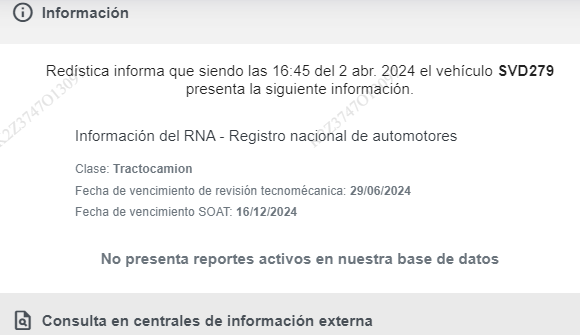 Información
Redística informa que siendo las 16:45 del 2 abr. 2024 el vehículo SVD279
presenta la siguiente información.
Información del RNA - Registro nacional de automotores
Clase: Tractocamion
Fecha de vencimiento de revisión tecnomécanica: 29/06/2024
Fecha de vencimiento SOAT: 16/12/2024
No presenta reportes activos en nuestra base de datos
Consulta en centrales de información externa